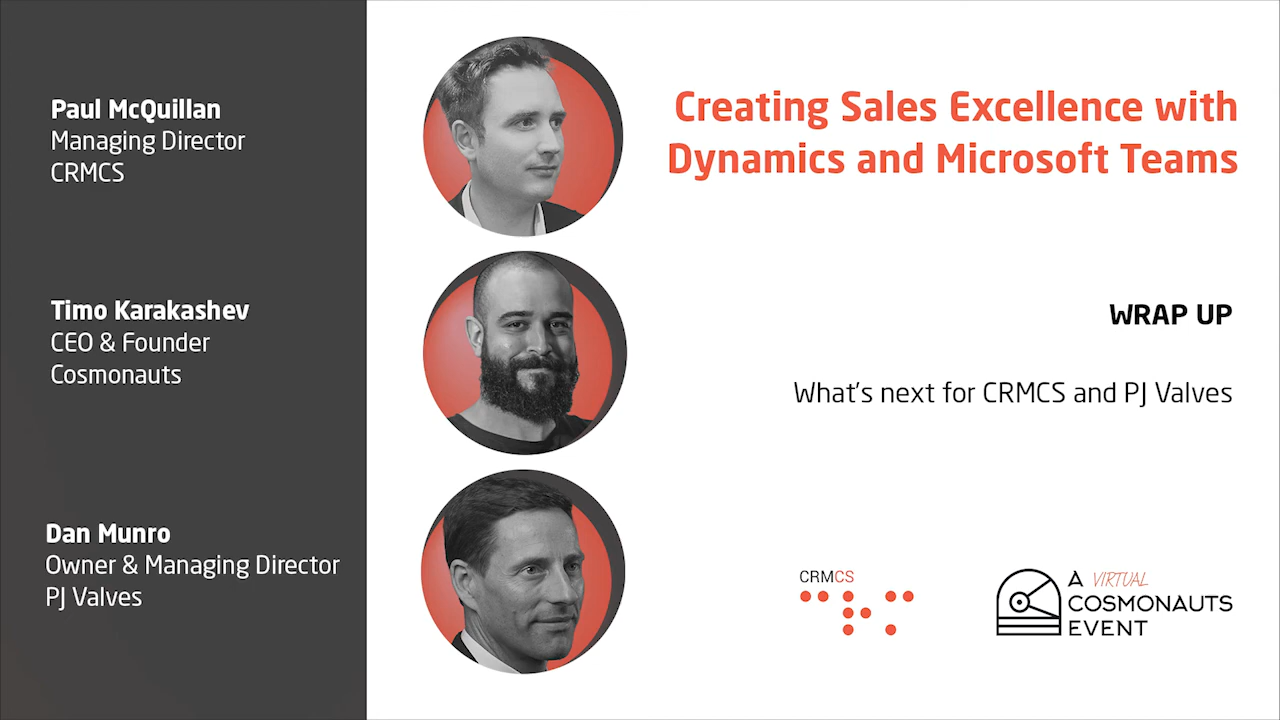 Paul McQuillan
Managing Director
CRMCS
Timo Karakashev
CEO & Founder
Cosmonauts
Dan Munro
Owner & Managing Director
PJ Valves
Creating Sales Excellence with
Dynamics and Microsoft Teams
WRAP UP
What's next for CRMCS and PJ Valves
CRMCS
A VIRTUAL
COSMONAUTS
EVENT